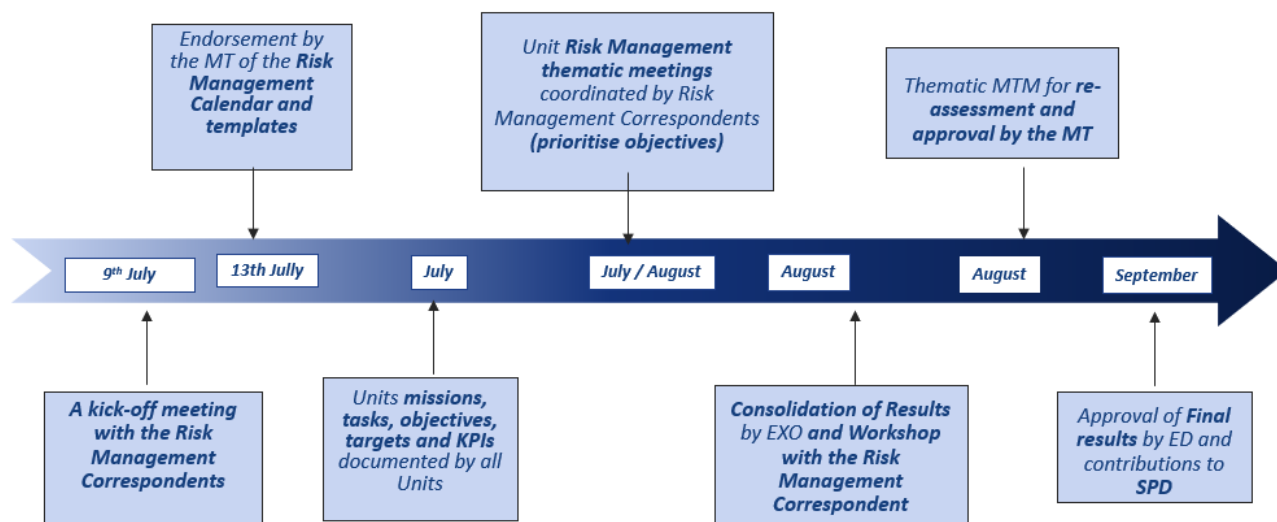 Endorsement by
the MT of the Risk
Management
Calendar and
templates
Unit Risk Management
thematic meetings
coordinated by Risk
Management Correspondents
(prioritise objectives)
Thematic MTM for re-
assessment and
approval by the MT
9th July
13th Jully
July
July / August
August
August
September
A kick-off meeting
with the Risk
Management
Correspondents
Units missions,
tasks, objectives,
targets and KPIs
documented by all
Units
Consolidation of Results
by EXO and Workshop
with the Risk
Management
Correspondent
Approval of Final
results by ED and
contributions to
SPD